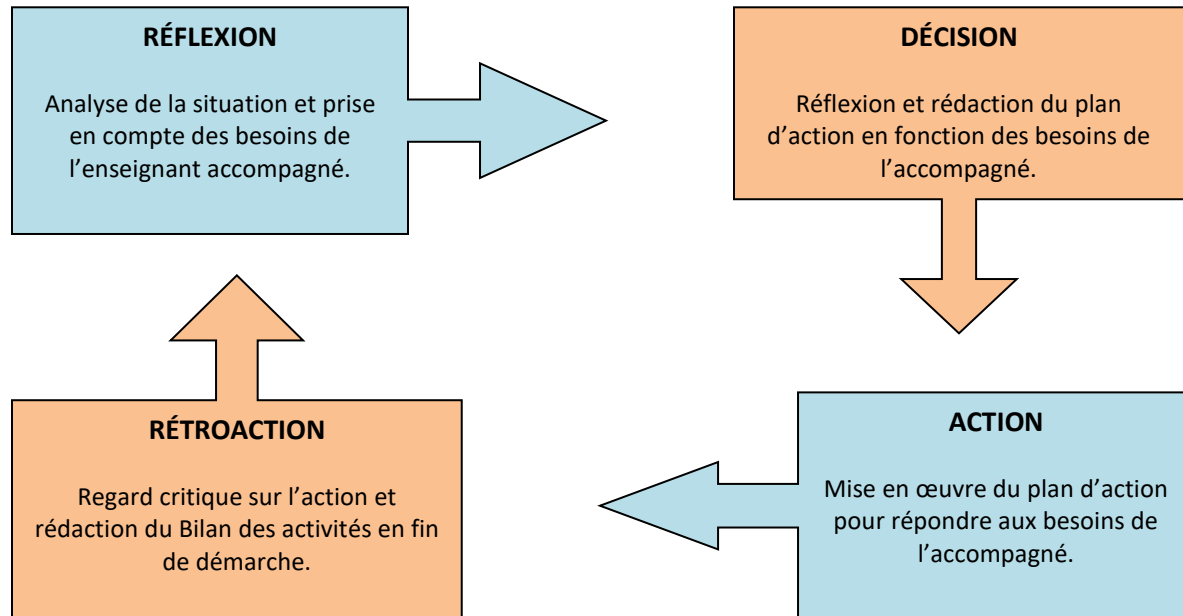 RÉFLEXION
Analyse de la situation et prise
en compte des besoins de
l’enseignant accompagné.
DÉCISION
Réflexion et rédaction du plan
d’action en fonction des besoins de
l’accompagné.
RÉTROACTION
Regard critique sur l’action et
rédaction du Bilan des activités en fin
de démarche.
ACTION
Mise en œuvre du plan d’action
pour répondre aux besoins de
l’accompagné.